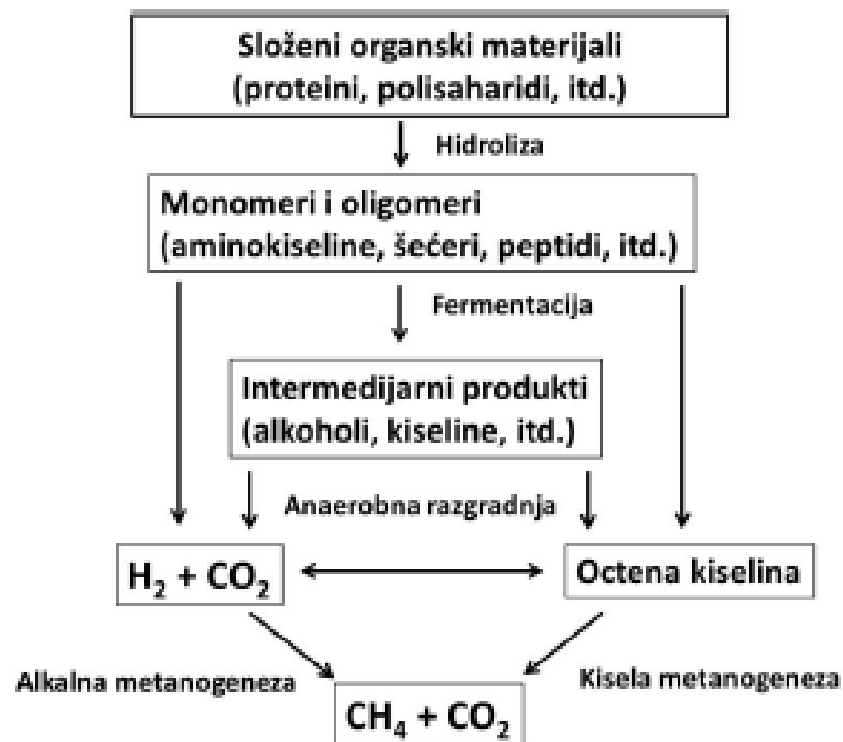 Složeni organski materijali
(proteini, polisaharidi, itd.)
Hidroliza
Monomeri i oligomeri
(aminokiseline, šećeri, peptidi, itd.)
Fermentacija
Intermedijarni produkti
(alkoholi, kiseline, itd.)
Anaerobna razgradnja
H₂ + CO₂
Octena kiselina
Alkalna metanogeneza
Kisela metanogeneza
CH₄ + CO₂